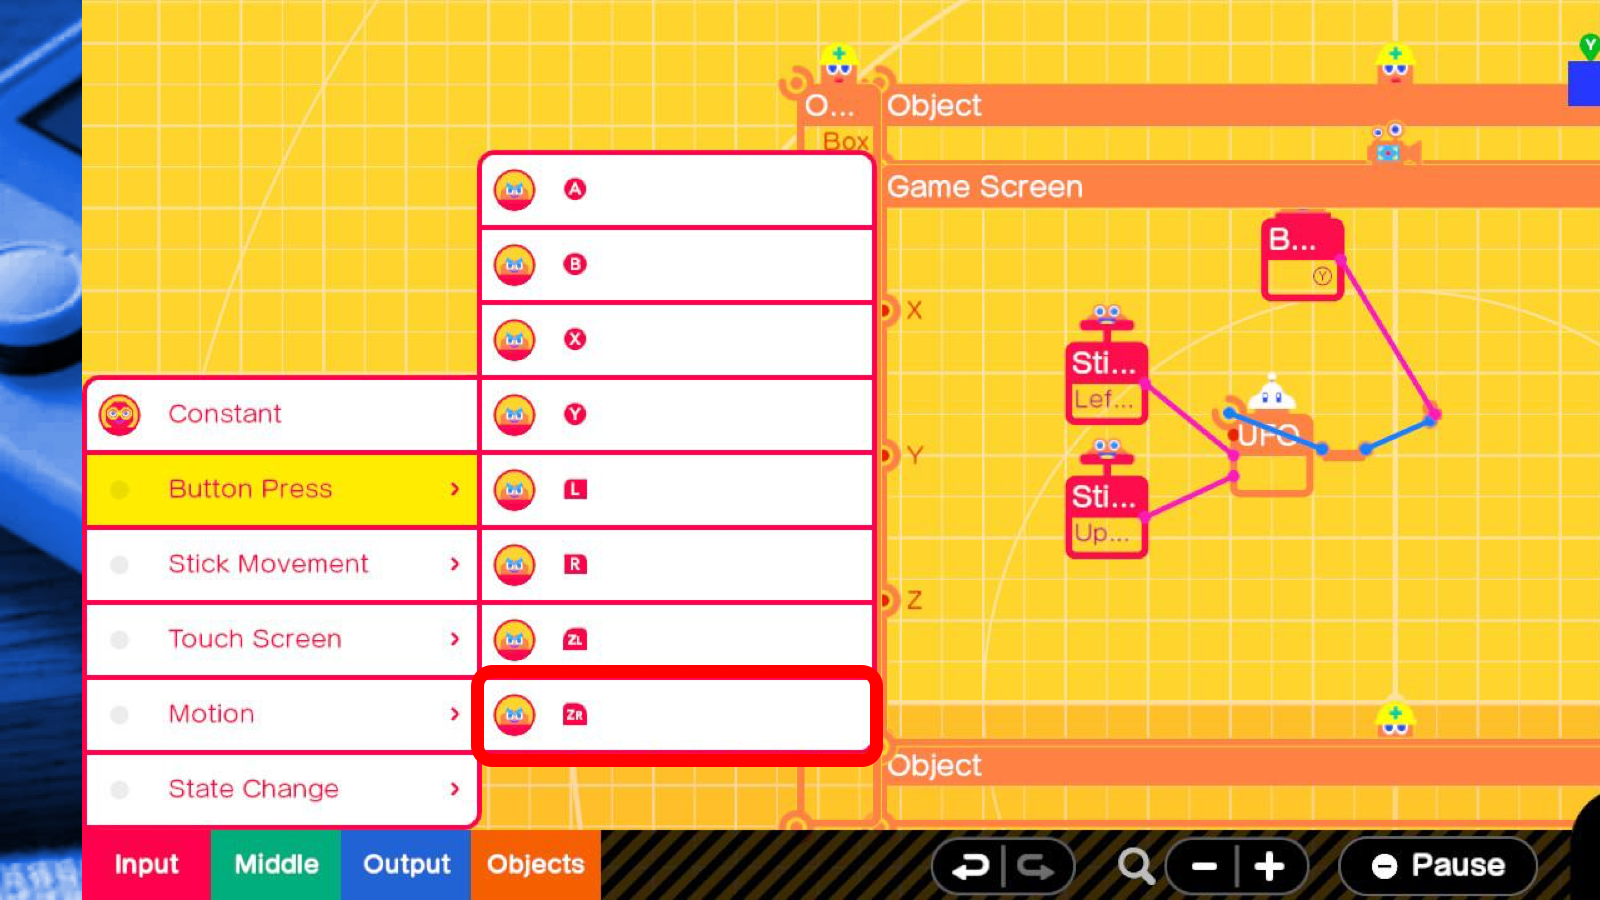 Y
O...
Object
Box
Game Screen
A
B...
B
Y
X
X
Sti...
Lef...
Constant
Y
UFO
Y
Button Press
L
Sti...
Up...
Stick Movement
R
Z
Touch Screen
ZL
Motion
ZR
Object
State Change
Input
Middle
Output
Objects
Pause